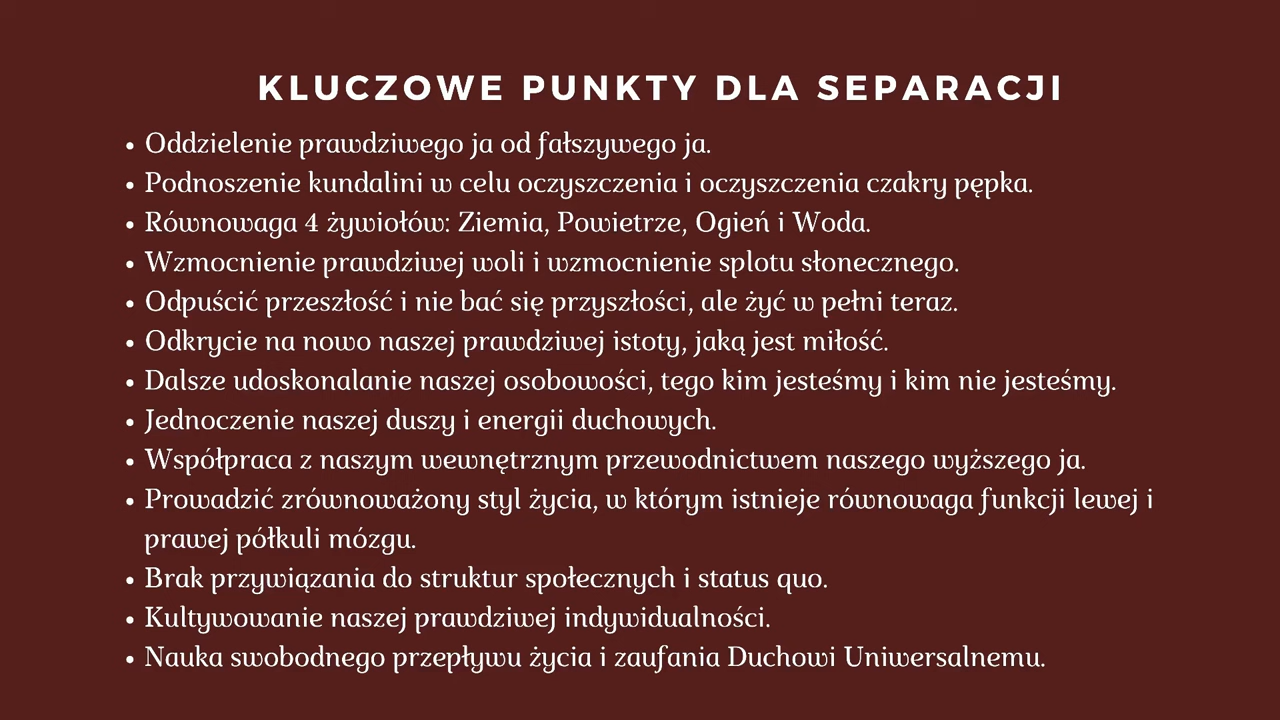 KLUCZOWE PUNKTY DLA SEPARACJI
• Oddzielenie prawdziwego ja od fałszywego ja.
• Podnoszenie kundalini w celu oczyszczenia i oczyszczenia czakry pępka.
• Równowaga 4 żywiołów: Ziemia, Powietrze, Ogień i Woda.
• Wzmocnienie prawdziwej woli i wzmocnienie splotu słonecznego.
• Odpuścić przeszłość i nie bać się przyszłości, ale żyć w pełni teraz.
• Odkrycie na nowo naszej prawdziwej istoty, jaką jest miłość.
• Dalsze udoskonalanie naszej osobowości, tego kim jesteśmy i kim nie jesteśmy.
• Jednoczenie naszej duszy i energii duchowych.
• Współpraca z naszym wewnętrznym przewodnictwem naszego wyższego ja.
• Prowadzić zrównoważony styl życia, w którym istnieje równowaga funkcji lewej i
prawej półkuli mózgu.
• Brak przywiązania do struktur społecznych i status quo.
• Kultywowanie naszej prawdziwej indywidualności.
• Nauka swobodnego przepływu życia i zaufania Duchowi Uniwersalnemu.